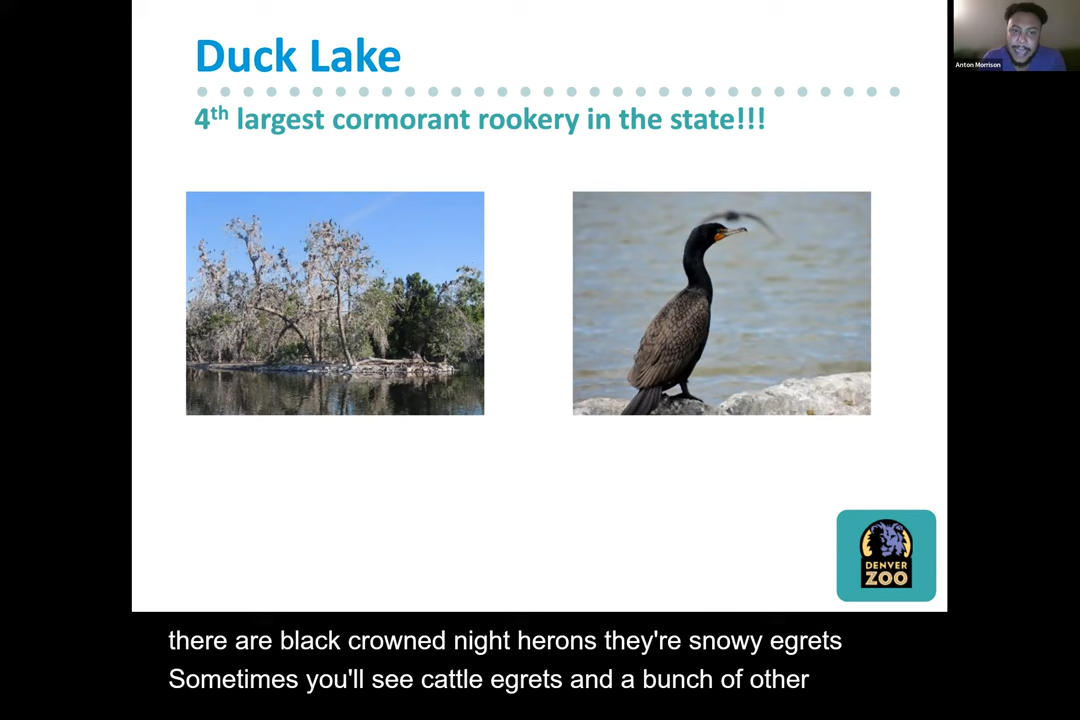 Duck Lake
4th largest cormorant rookery in the state!!!
Anton Morrison
DENVER
ZOO
there are black crowned night herons they're snowy egrets
Sometimes you'll see cattle egrets and a bunch of other